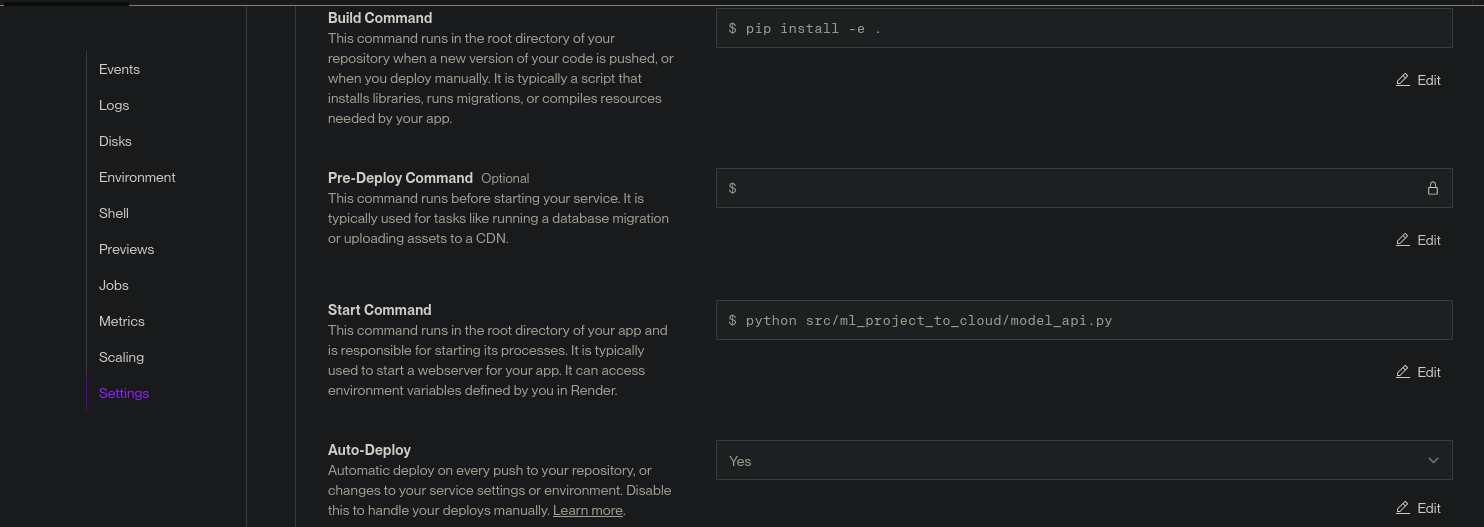 Events
Logs
Disks
Environment
Shell
Previews
Jobs
Metrics
Scaling
Settings
Build Command
This command runs in the root directory of your
repository when a new version of your code is pushed, or
when you deploy manually. It is typically a script that
installs libraries, runs migrations, or compiles resources
needed by your app.
$ pip install -e .
Edit
Pre-Deploy Command Optional
This command runs before starting your service. It is
typically used for tasks like running a database migration
or uploading assets to a CDN.
$
Edit
Start Command
This command runs in the root directory of your app and
is responsible for starting its processes. It is typically
used to start a webserver for your app. It can access
environment variables defined by you in Render.
$ python src/ml_project_to_cloud/model_api.py
Edit
Auto-Deploy
Automatic deploy on every push to your repository, or
changes to your service settings or environment. Disable
this to handle your deploys manually. Learn more.
Yes
Edit